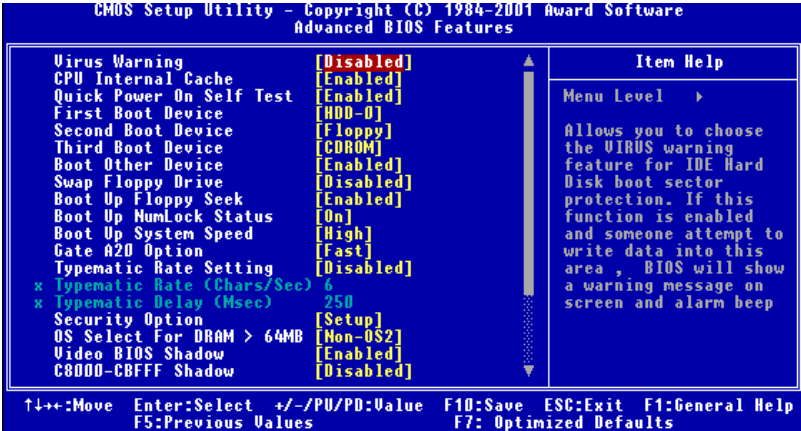 CMOS Setup Utility - Copyright (C) 1984-2001 Award Software
Advanced BIOS Features
Virus Warning [Disabled]
CPU Internal Cache [Enabled]
Quick Power On Self Test [Enabled]
First Boot Device [HDD-0]
Second Boot Device [Floppy]
Third Boot Device [CDROM]
Boot Other Device [Enabled]
Swap Floppy Drive [Disabled]
Boot Up Floppy Seek [Enabled]
Boot Up NumLock Status [On]
Boot Up System Speed [High]
Gate A20 Option [Fast]
Typematic Rate Setting [Disabled]
x Typematic Rate (Chars/Sec) 6
x Typematic Delay (Msec) 250
Security Option [Setup]
OS Select For DRAM > 64MB [Non-OS2]
Video BIOS Shadow [Enabled]
C8000-CBFFF Shadow [Disabled]
Item Help
Menu Level ▸
Allows you to choose
the VIRUS warning
feature for IDE Hard
Disk boot sector
protection. If this
function is enabled
and someone attempt to
write data into this
area , BIOS will show
a warning message on
screen and alarm beep
↑↓→←:Move Enter:Select +/-/PU/PD:Value F10:Save ESC:Exit F1:General Help
F5:Previous Values F7: Optimized Defaults